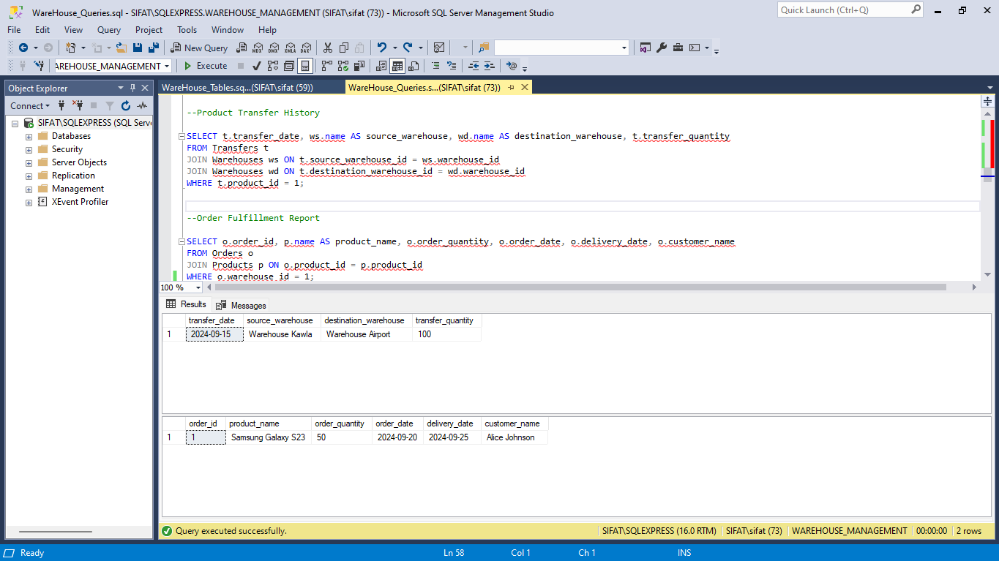 WareHouse_Queries.sql - SIFAT\SQLEXPRESS.WAREHOUSE_MANAGEMENT (SIFAT\sifat (73)) - Microsoft SQL Server Management Studio
Quick Launch (Ctrl+Q)
File Edit View Query Project Tools Window Help
New Query MDX DMX XMLA DAX
AREHOUSE_MANAGEMENT Execute
Object Explorer
WareHouse_Tables.sq...(SIFAT\sifat (59)) WareHouse_Queries.s...(SIFAT\sifat (73))
Connect
SIFAT\SQLEXPRESS (SQL Serve
Databases
Security
Server Objects
Replication
Management
XEvent Profiler
--Product Transfer History
SELECT t.transfer_date, ws.name AS source_warehouse, wd.name AS destination_warehouse, t.transfer_quantity
FROM Transfers t
JOIN Warehouses ws ON t.source_warehouse_id = ws.warehouse_id
JOIN Warehouses wd ON t.destination_warehouse_id = wd.warehouse_id
WHERE t.product_id = 1;
--Order Fulfillment Report
SELECT o.order_id, p.name AS product_name, o.order_quantity, o.order_date, o.delivery_date, o.customer_name
FROM Orders o
JOIN Products p ON o.product_id = p.product_id
WHERE o.warehouse_id = 1;
100 %
Results Messages
transfer_date source_warehouse destination_warehouse transfer_quantity
1 2024-09-15 Warehouse Kawla Warehouse Airport 100
order_id product_name order_quantity order_date delivery_date customer_name
1 1 Samsung Galaxy S23 50 2024-09-20 2024-09-25 Alice Johnson
Query executed successfully. SIFAT\SQLEXPRESS (16.0 RTM) SIFAT\sifat (73) WAREHOUSE_MANAGEMENT 00:00:00 2 rows
Ready Ln 58 Col 1 Ch 1 INS